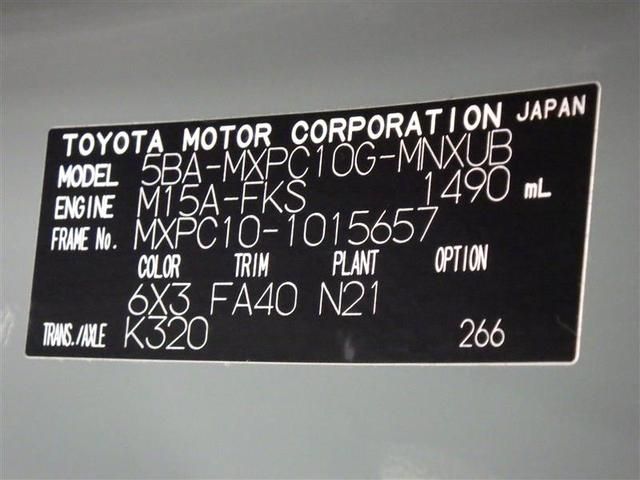 TOYOTA MOTOR CORPORATION JAPAN
MODEL 5BA-MXPC10G-MNXUB
ENGINE M15A-FKS 1490 mL
FRAME No. MXPC10-1015657
COLOR TRIM PLANT OPTION
6X3 FA40 N21
TRANS./AXLE K320 266